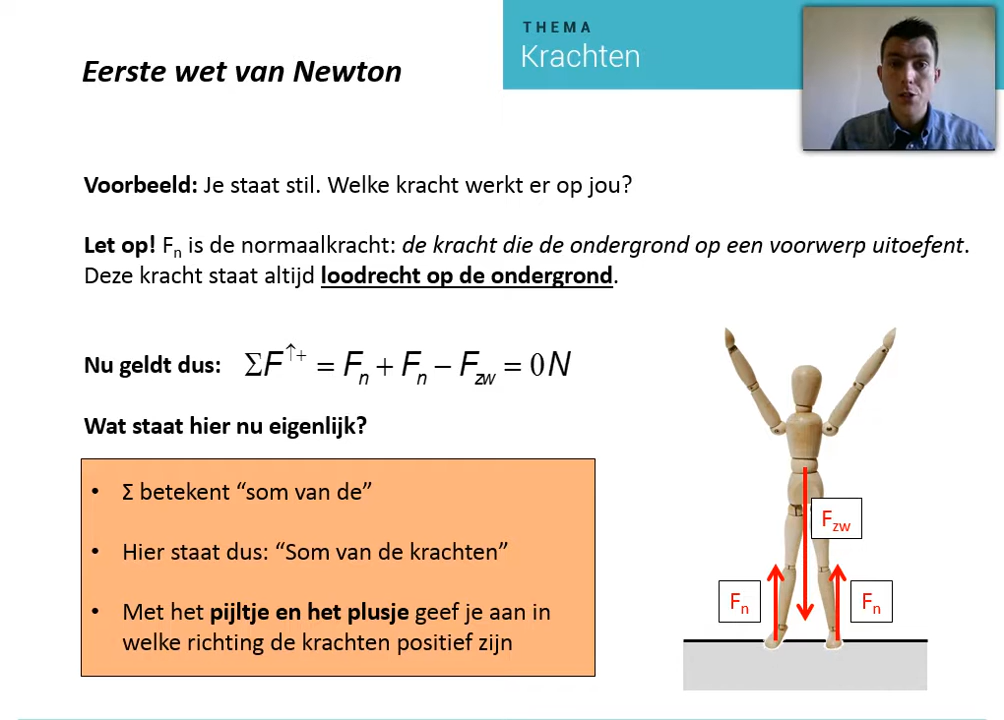 THEMA
Krachten
Eerste wet van Newton
Voorbeeld: Je staat stil. Welke kracht werkt er op jou?
Let op! Fn is de normaalkracht: de kracht die de ondergrond op een voorwerp uitoefent.
Deze kracht staat altijd loodrecht op de ondergrond.
Nu geldt dus: ΣF↑+ = Fn + Fn − Fzw = 0N
Wat staat hier nu eigenlijk?
• Σ betekent “som van de”
• Hier staat dus: “Som van de krachten”
• Met het pijltje en het plusje geef je aan in
welke richting de krachten positief zijn
Fzw
Fn
Fn